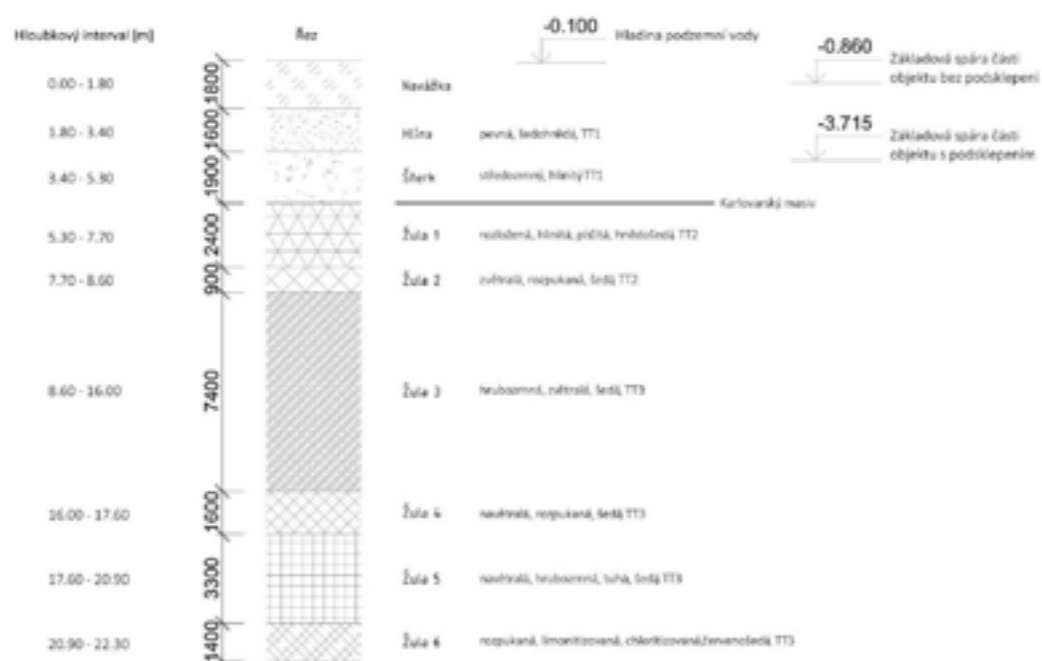 Hloubkový interval [m]
Řez
-0.100
Hladina podzemní vody
-0.860
Základová spára části
objektu bez podsklepení
0.00 - 1.80
1800
Navážka
1.80 - 3.40
1600
Hlína
pevná, šedohnědá, TT1
-3.715
Základová spára části
objektu s podsklepením
3.40 - 5.30
1900
Štěrk
středozrnný, hlinitý TT1
Karlovarský masiv
5.30 - 7.70
2400
Žula 1
rozložená, hlinitá, písčitá, hnědošedá, TT2
7.70 - 8.60
900
Žula 2
zvětralá, rozpukaná, šedá, TT2
8.60 - 16.00
7400
Žula 3
hrubozrnná, zvětralá, šedá, TT3
16.00 - 17.60
1600
Žula 4
navětralá, rozpukaná, šedá, TT3
17.60 - 20.90
3300
Žula 5
navětralá, hrubozrnná, tuhá, šedá, TT3
20.90 - 22.30
1400
Žula 6
rozpukaná, limonitizovaná, chloritizovaná, červenošedá,